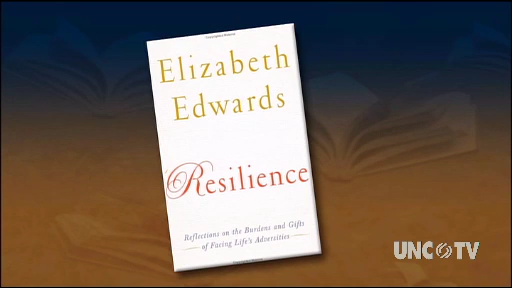 Elizabeth
Edwards
Resilience
Reflections on the Burdens and Gifts
of Facing Life's Adversities
UNC TV